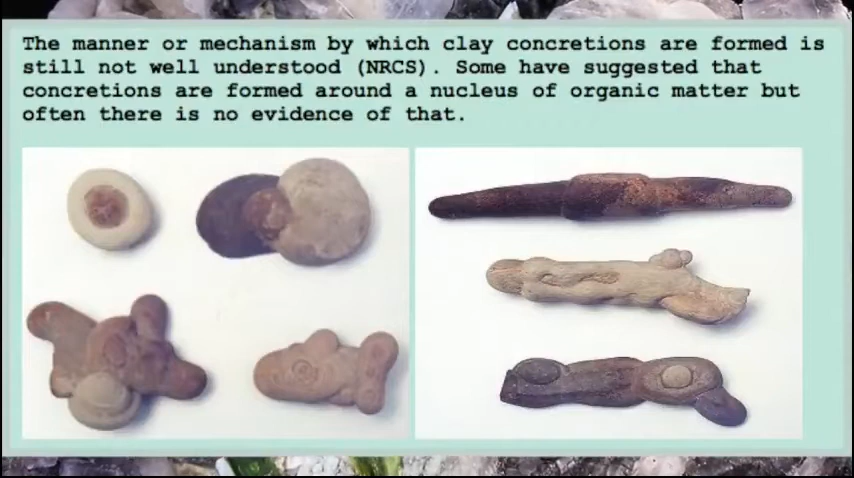 The manner or mechanism by which clay concretions are formed is
still not well understood (NRCS). Some have suggested that
concretions are formed around a nucleus of organic matter but
often there is no evidence of that.